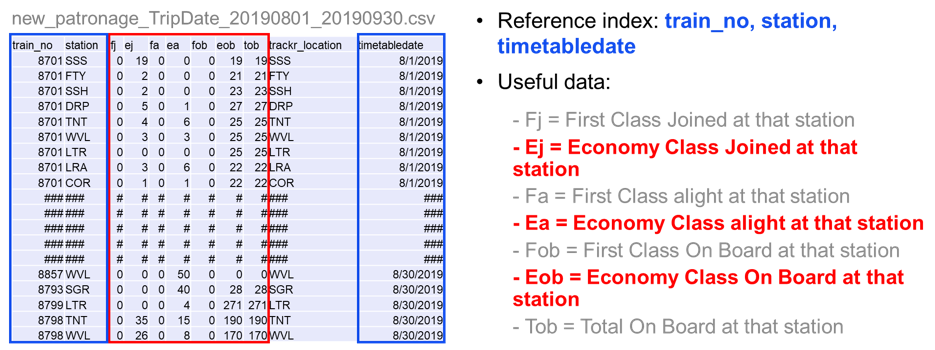 new_patronage_TripDate_20190801_20190930.csv
train_no station fj ej fa ea fob eob tob trackr_location timetabledate
8701 SSS 0 19 0 0 0 19 19 SSS 8/1/2019
8701 FTY 0 2 0 0 0 21 21 FTY 8/1/2019
8701 SSH 0 2 0 0 0 23 23 SSH 8/1/2019
8701 DRP 0 5 0 1 0 27 27 DRP 8/1/2019
8701 TNT 0 4 0 6 0 25 25 TNT 8/1/2019
8701 WVL 0 3 0 3 0 25 25 WVL 8/1/2019
8701 LTR 0 0 0 0 0 25 25 LTR 8/1/2019
8701 LRA 0 3 0 6 0 22 22 LRA 8/1/2019
8701 COR 0 1 0 1 0 22 22 COR 8/1/2019
### ### # # # # # # # ### ###
### ### # # # # # # # ### ###
### ### # # # # # # # ### ###
### ### # # # # # # # ### ###
### ### # # # # # # # ### ###
8857 WVL 0 0 0 50 0 0 0 WVL 8/30/2019
8793 SGR 0 0 0 40 0 28 28 SGR 8/30/2019
8799 LTR 0 0 0 4 0 271 271 LTR 8/30/2019
8798 TNT 0 35 0 15 0 190 190 TNT 8/30/2019
8798 WVL 0 26 0 8 0 170 170 WVL 8/30/2019
• Reference index: train_no, station,
timetabledate
• Useful data:
- Fj = First Class Joined at that station
- Ej = Economy Class Joined at that
station
- Fa = First Class alight at that station
- Ea = Economy Class alight at that station
- Fob = First Class On Board at that station
- Eob = Economy Class On Board at that
station
- Tob = Total On Board at that station